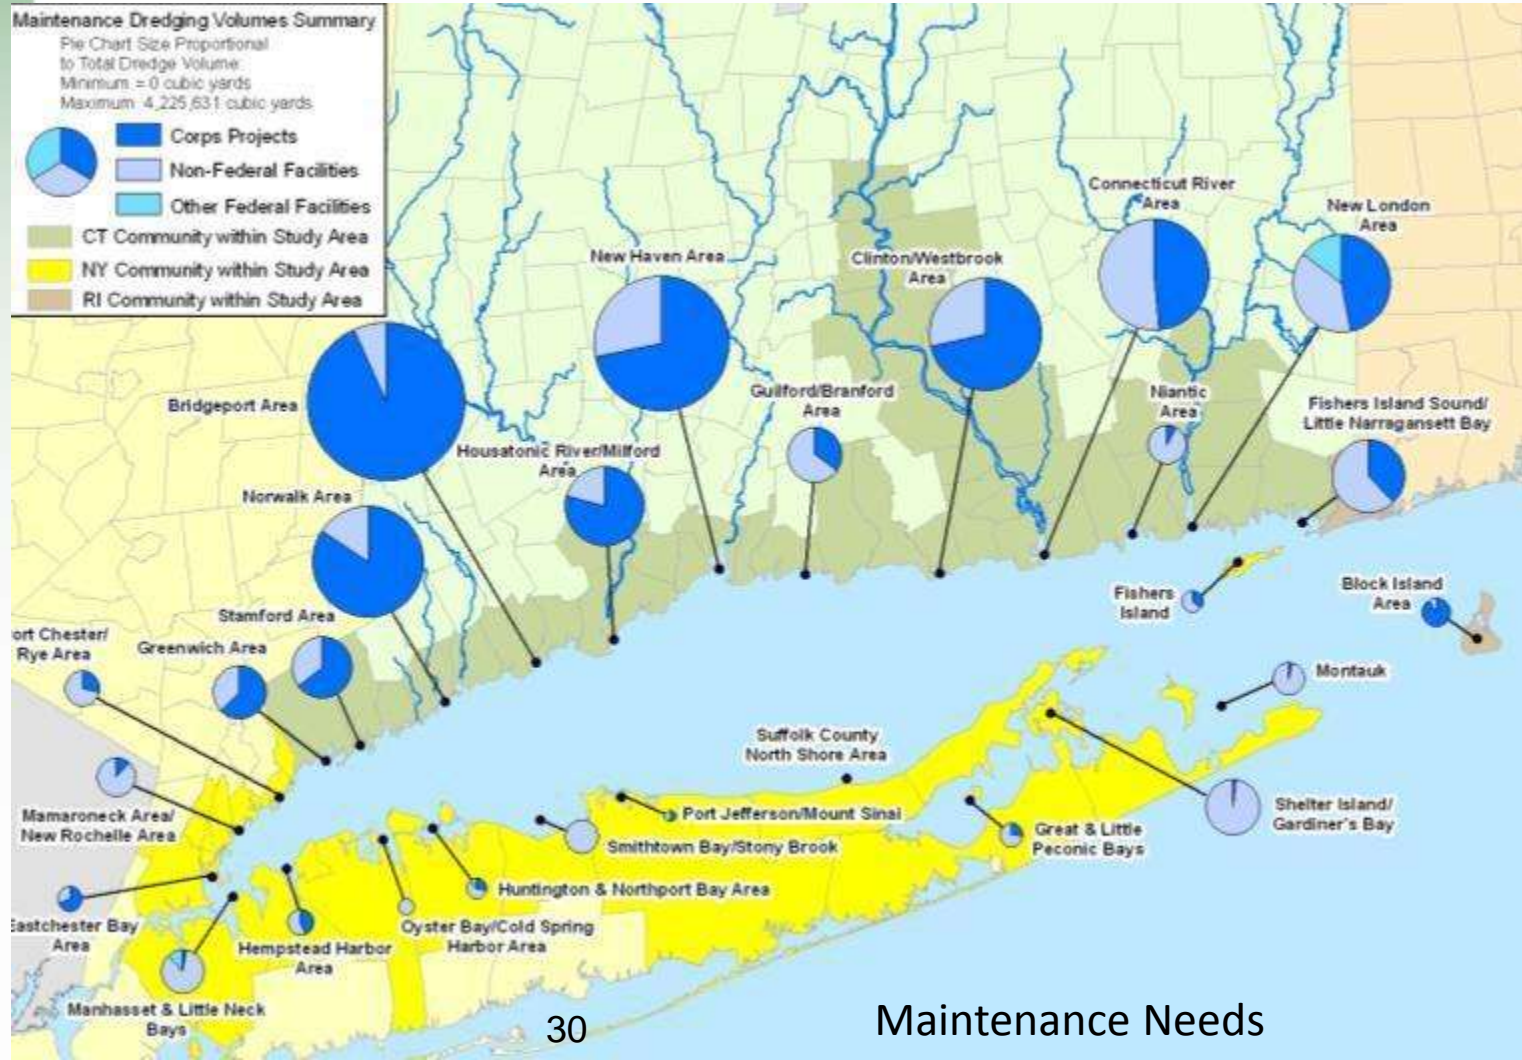 Maintenance Dredging Volumes Summary
Pie Chart Size Proportional
to Total Dredge Volume:
Minimum = 0 cubic yards
Maximum 4,225,631 cubic yards
Corps Projects
Non-Federal Facilities
Other Federal Facilities
CT Community within Study Area
NY Community within Study Area
RI Community within Study Area
Connecticut River
Area
New London
Area
New Haven Area
Clinton/Westbrook
Area
Guilford/Branford
Area
Niantic
Area
Fishers Island Sound/
Little Narragansett Bay
Bridgeport Area
Housatonic River/Milford
Area
Norwalk Area
Stamford Area
Greenwich Area
ort Chester/
Rye Area
Fishers
Island
Block Island
Area
Montauk
Suffolk County
North Shore Area
Mamaroneck Area/
New Rochelle Area
Port Jefferson/Mount Sinai
Smithtown Bay/Stony Brook
Great & Little
Peconic Bays
Shelter Island/
Gardiner's Bay
Huntington & Northport Bay Area
Eastchester Bay
Area
Hempstead Harbor
Area
Oyster Bay/Cold Spring
Harbor Area
Manhasset & Little Neck
Bays
30
Maintenance Needs